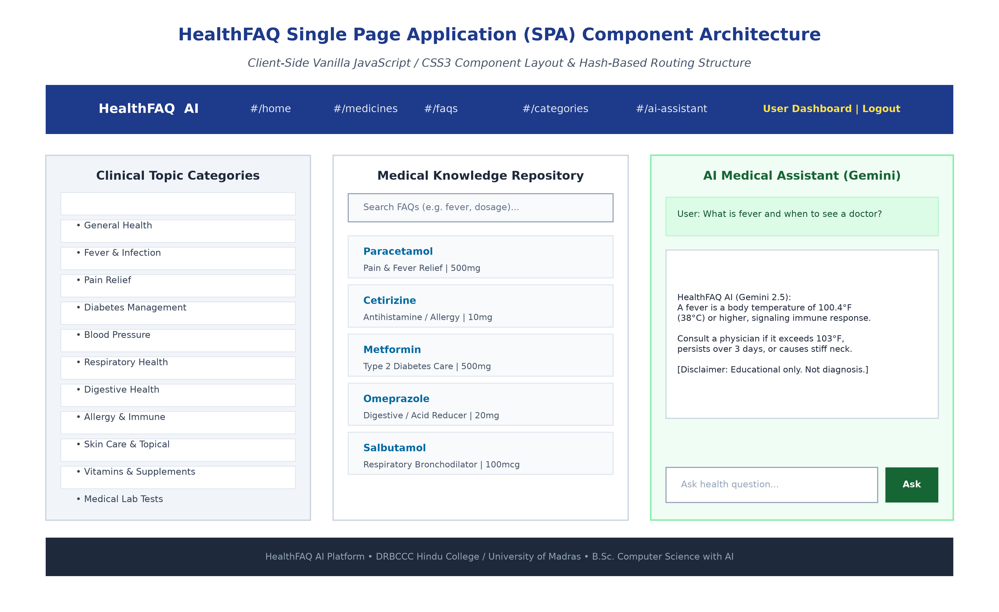 HealthFAQ Single Page Application (SPA) Component Architecture
Client-Side Vanilla JavaScript / CSS3 Component Layout & Hash-Based Routing Structure
HealthFAQ  AI #/home #/medicines #/faqs #/categories #/ai-assistant User Dashboard | Logout
Clinical Topic Categories
• General Health
• Fever & Infection
• Pain Relief
• Diabetes Management
• Blood Pressure
• Respiratory Health
• Digestive Health
• Allergy & Immune
• Skin Care & Topical
• Vitamins & Supplements
• Medical Lab Tests
Medical Knowledge Repository
Search FAQs (e.g. fever, dosage)...
Paracetamol
Pain & Fever Relief | 500mg
Cetirizine
Antihistamine / Allergy | 10mg
Metformin
Type 2 Diabetes Care | 500mg
Omeprazole
Digestive / Acid Reducer | 20mg
Salbutamol
Respiratory Bronchodilator | 100mcg
AI Medical Assistant (Gemini)
User: What is fever and when to see a doctor?
HealthFAQ AI (Gemini 2.5):
A fever is a body temperature of 100.4°F
(38°C) or higher, signaling immune response.
Consult a physician if it exceeds 103°F,
persists over 3 days, or causes stiff neck.
[Disclaimer: Educational only. Not diagnosis.]
Ask health question...
Ask
HealthFAQ AI Platform • DRBCCC Hindu College / University of Madras • B.Sc. Computer Science with AI